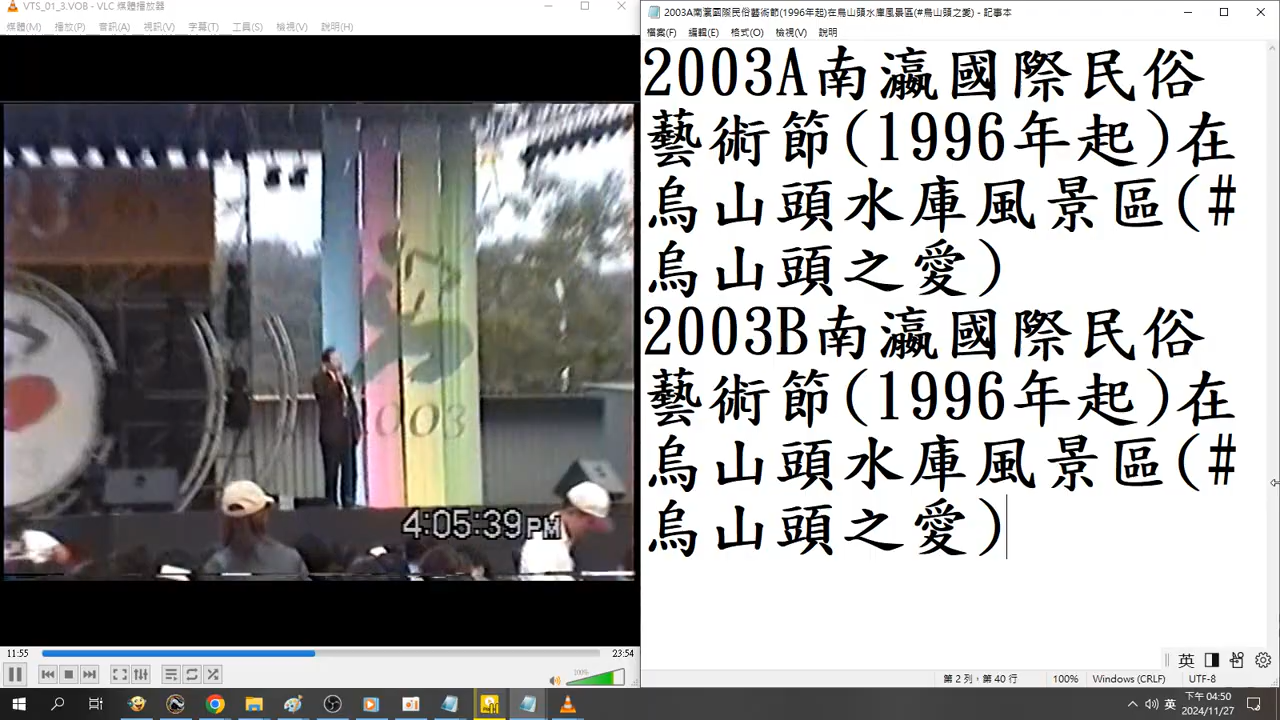 VTS_01_3.VOB - VLC 媒體播放器
媒體(M) 播放(P) 音訊(A) 視訊(V) 字幕(T) 工具(S) 檢視(V) 說明(H)
003
4:05:39PM
11:55
23:54
100%
2003A南瀛國際民俗藝術節(1996年起)在烏山頭水庫風景區(#烏山頭之愛) - 記事本
檔案(F) 編輯(E) 格式(O) 檢視(V) 說明
2003A南瀛國際民俗
藝術節(1996年起)在
烏山頭水庫風景區(#
烏山頭之愛)
2003B南瀛國際民俗
藝術節(1996年起)在
烏山頭水庫風景區(#
烏山頭之愛)
英
第 2 列，第 40 行
100%
Windows (CRLF)
UTF-8
英
下午 04:50
2024/11/27